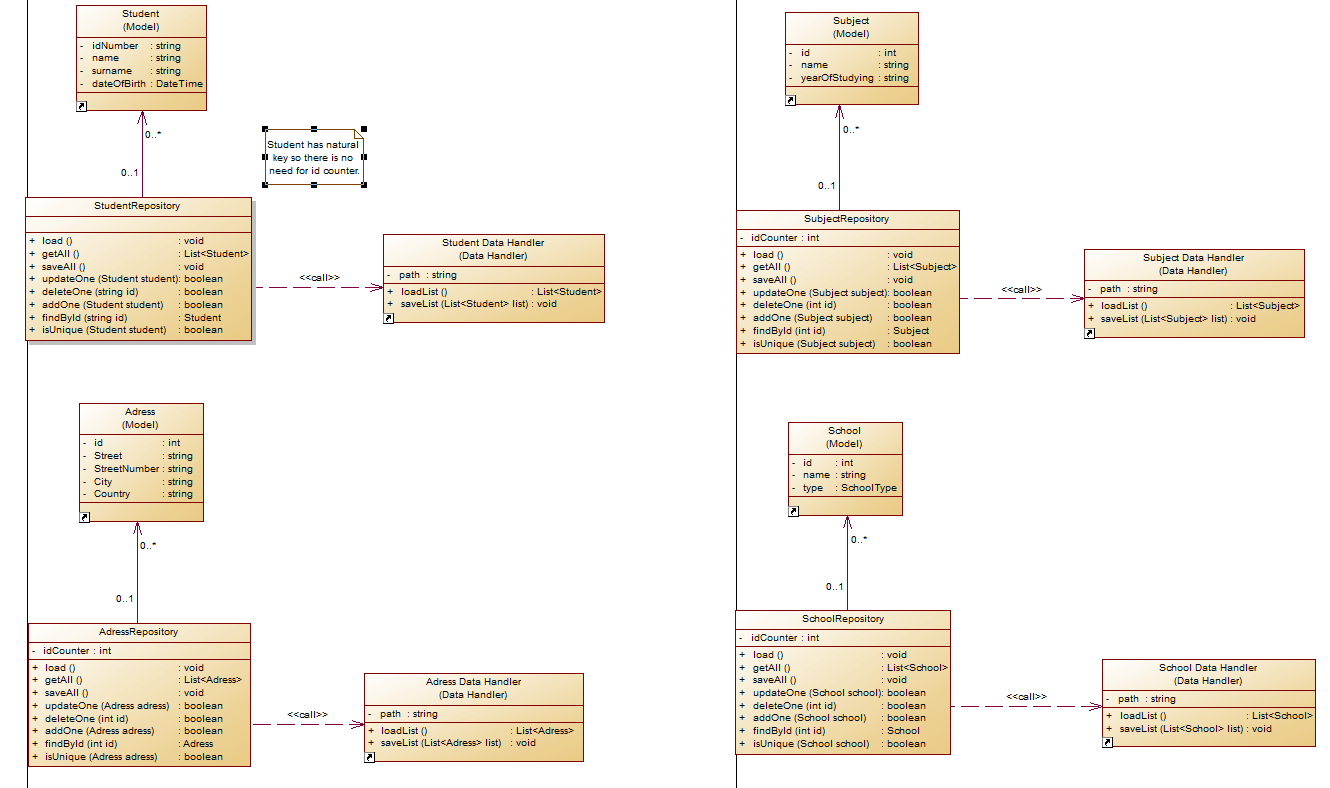 Student
(Model)
- idNumber : string
- name : string
- surname : string
- dateOfBirth : DateTime
0..*
0..1
Student has natural
key so there is no
need for id counter.
StudentRepository
+ load () : void
+ getAll () : List<Student>
+ saveAll () : void
+ updateOne (Student student) : boolean
+ deleteOne (string id) : boolean
+ addOne (Student student) : boolean
+ findById (string id) : Student
+ isUnique (Student student) : boolean
<<call>>
Student Data Handler
(Data Handler)
- path : string
+ loadList () : List<Student>
+ saveList (List<Student> list) : void
Subject
(Model)
- id : int
- name : string
- yearOfStudying : string
0..*
0..1
SubjectRepository
- idCounter : int
+ load () : void
+ getAll () : List<Subject>
+ saveAll () : void
+ updateOne (Subject subject) : boolean
+ deleteOne (int id) : boolean
+ addOne (Subject subject) : boolean
+ findById (int id) : Subject
+ isUnique (Subject subject) : boolean
<<call>>
Subject Data Handler
(Data Handler)
- path : string
+ loadList () : List<Subject>
+ saveList (List<Subject> list) : void
Adress
(Model)
- id : int
- Street : string
- StreetNumber : string
- City : string
- Country : string
0..*
0..1
AdressRepository
- idCounter : int
+ load () : void
+ getAll () : List<Adress>
+ saveAll () : void
+ updateOne (Adress adress) : boolean
+ deleteOne (int id) : boolean
+ addOne (Adress adress) : boolean
+ findById (int id) : Adress
+ isUnique (Adress adress) : boolean
<<call>>
Adress Data Handler
(Data Handler)
- path : string
+ loadList () : List<Adress>
+ saveList (List<Adress> list) : void
School
(Model)
- id : int
- name : string
- type : SchoolType
0..*
0..1
SchoolRepository
- idCounter : int
+ load () : void
+ getAll () : List<School>
+ saveAll () : void
+ updateOne (School school) : boolean
+ deleteOne (int id) : boolean
+ addOne (School school) : boolean
+ findById (int id) : School
+ isUnique (School school) : boolean
<<call>>
School Data Handler
(Data Handler)
- path : string
+ loadList () : List<School>
+ saveList (List<School> list) : void